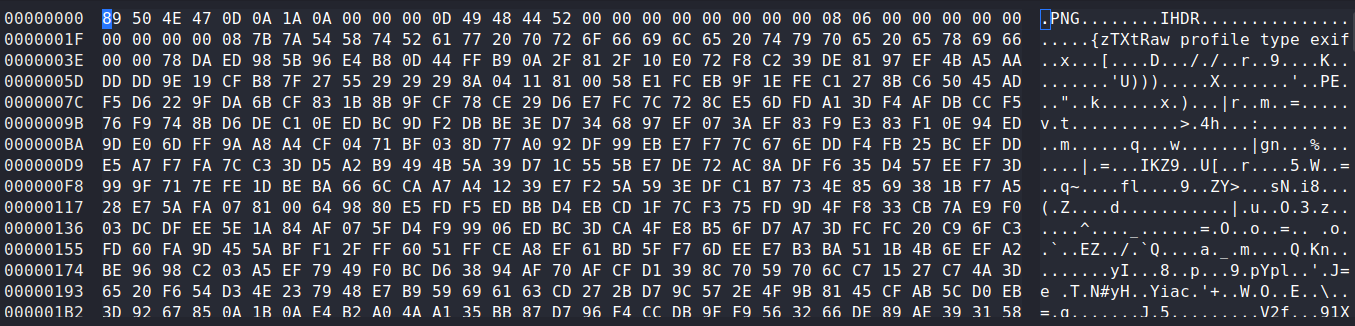 00000000 89 50 4E 47 0D 0A 1A 0A 00 00 00 0D 49 48 44 52 00 00 00 00 00 00 00 00 08 06 00 00 00 00 00 .PNG........IHDR...............
0000001F 00 00 00 00 08 7B 7A 54 58 74 52 61 77 20 70 72 6F 66 69 6C 65 20 74 79 70 65 20 65 78 69 66 .....{zTXtRaw profile type exif
0000003E 00 00 78 DA ED 98 5B 96 E4 B8 0D 44 FF B9 0A 2F 81 2F 10 E0 72 F8 C2 39 DE 81 97 EF 4B A5 AA ..x...[....D.../../..r..9....K..
0000005D DD DD 9E 19 CF B8 87 F 27 55 29 29 29 8A 04 11 81 00 58 E1 FC EB 9F 1E FE C1 27 8B C6 50 45 AD .......'U))).....X.......'..PE.
0000007C F5 D6 22 9F DA 6B CF 83 1B 8B 9F CF 78 CE 29 D6 E7 FC 7C 72 8C E5 6D FD A1 3D F4 AF DB CC F5 .."..k......x.)...|r..m..=.....
0000009B 76 F9 74 8B D6 DE C1 0E ED BC 9D F2 DB BE 3E D7 34 68 97 EF 07 3A EF 83 F9 E3 83 F1 0E 94 ED v.t...........>.4h...:.........
000000BA 9D E0 6D FF 9A A8 A4 CF 04 71 BF 03 8D 77 A0 92 DF 99 EB E7 F7 7C 67 6E DD F4 FB 25 BC EF DD ..m......q...w.......|gn...%...
000000D9 E5 A7 F7 FA 7C C3 3D D5 A2 B9 49 4B 5A 39 D7 1C 55 5B E7 DE 72 AC 8A DF F6 35 D4 57 EE F7 3D ....|.=...IKZ9..U[..r....5.W..=
000000F8 99 9F 71 7E FE 1D BE BA 66 6C CA A7 A4 12 39 E7 F2 5A 59 3E DF C1 B7 73 4E 85 69 38 1B F7 A5 ..q~....fl....9..ZY>...sN.i8...
00000117 28 E7 5A FA 07 81 00 64 98 80 E5 FD F5 ED BB D4 EB CD 1F 7C F3 75 FD 9D 4F F8 33 CB 7A E9 F0 (.Z....d...........|.u..O.3.z..
00000136 03 DC DF EE 5E 1A 84 AF 07 5F D4 F9 99 06 ED BC 3D CA 4F E8 B8 56 6F D7 A7 3D FC FC 20 C9 6F C3 ....^...._......=.O..o..=.. .o.
00000155 FD 60 FA 9D 45 5A BF F1 2F FF 60 51 FF CE A8 EF 61 BD 5F F7 6D EE E7 B3 BA 51 1B 4B 6E EF A2 .`..EZ../.`Q....a._.m....Q.Kn..
00000174 BE 96 98 C2 03 A5 EF 79 49 F0 BC D6 38 94 AF 70 AF CF D1 39 8C 70 59 70 6C C7 15 27 C7 4A 3D .......yI...8..p...9.pYpl..'.J=
00000193 65 20 F6 54 D3 4E 23 79 48 E7 B9 59 69 61 63 CD 27 2B D7 9C 57 2E 4F 9B 81 45 CF AB 5C D0 EB e .T.N#yH..Yiac.'+..W.O..E..\..
000001B2 3D 92 67 85 0A 1B 0A E4 B2 A0 4A A1 35 BB 87 D7 96 F4 CC DB 9F F9 56 32 66 DE 89 AE 39 31 58